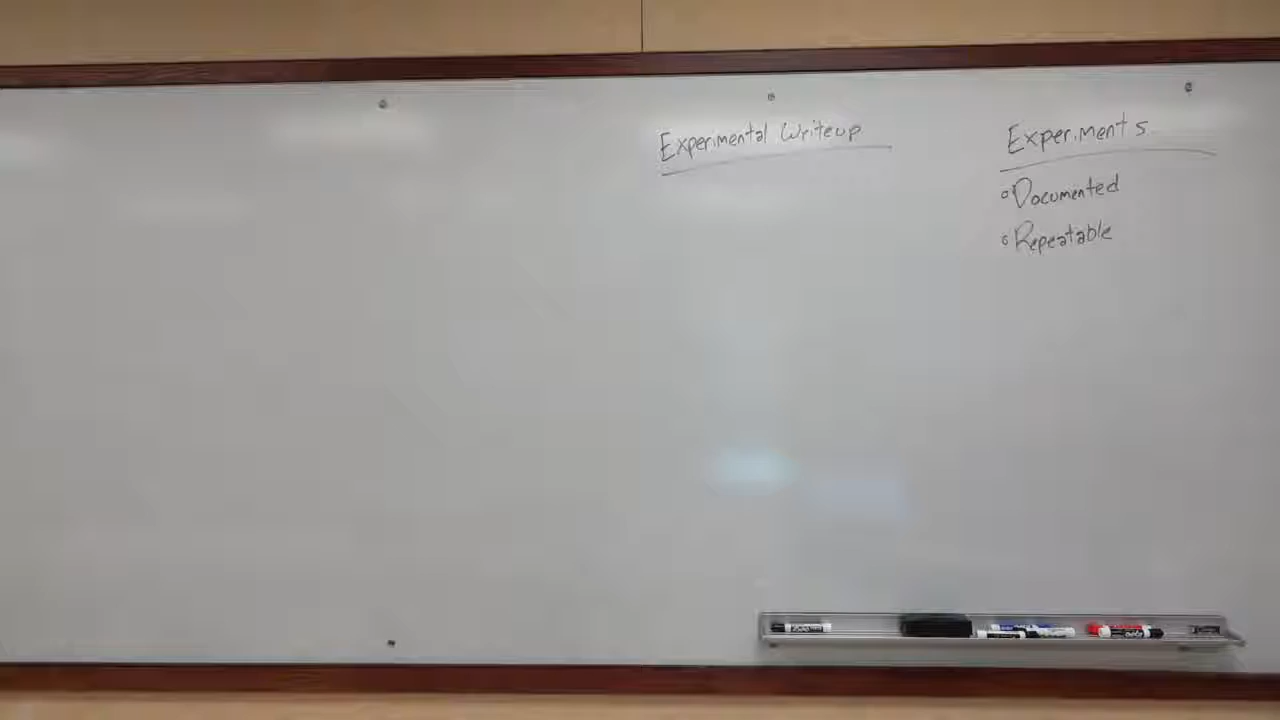 Experimental Writeup
Experiments
Documented
Repeatable